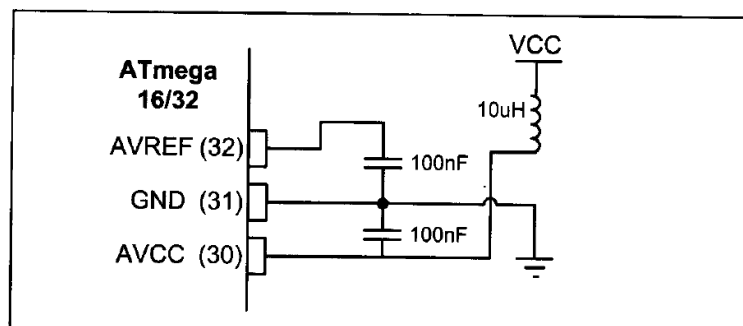 ATmega
16/32
VCC
10uH
AVREF (32)
100nF
GND (31)
AVCC (30)
100nF